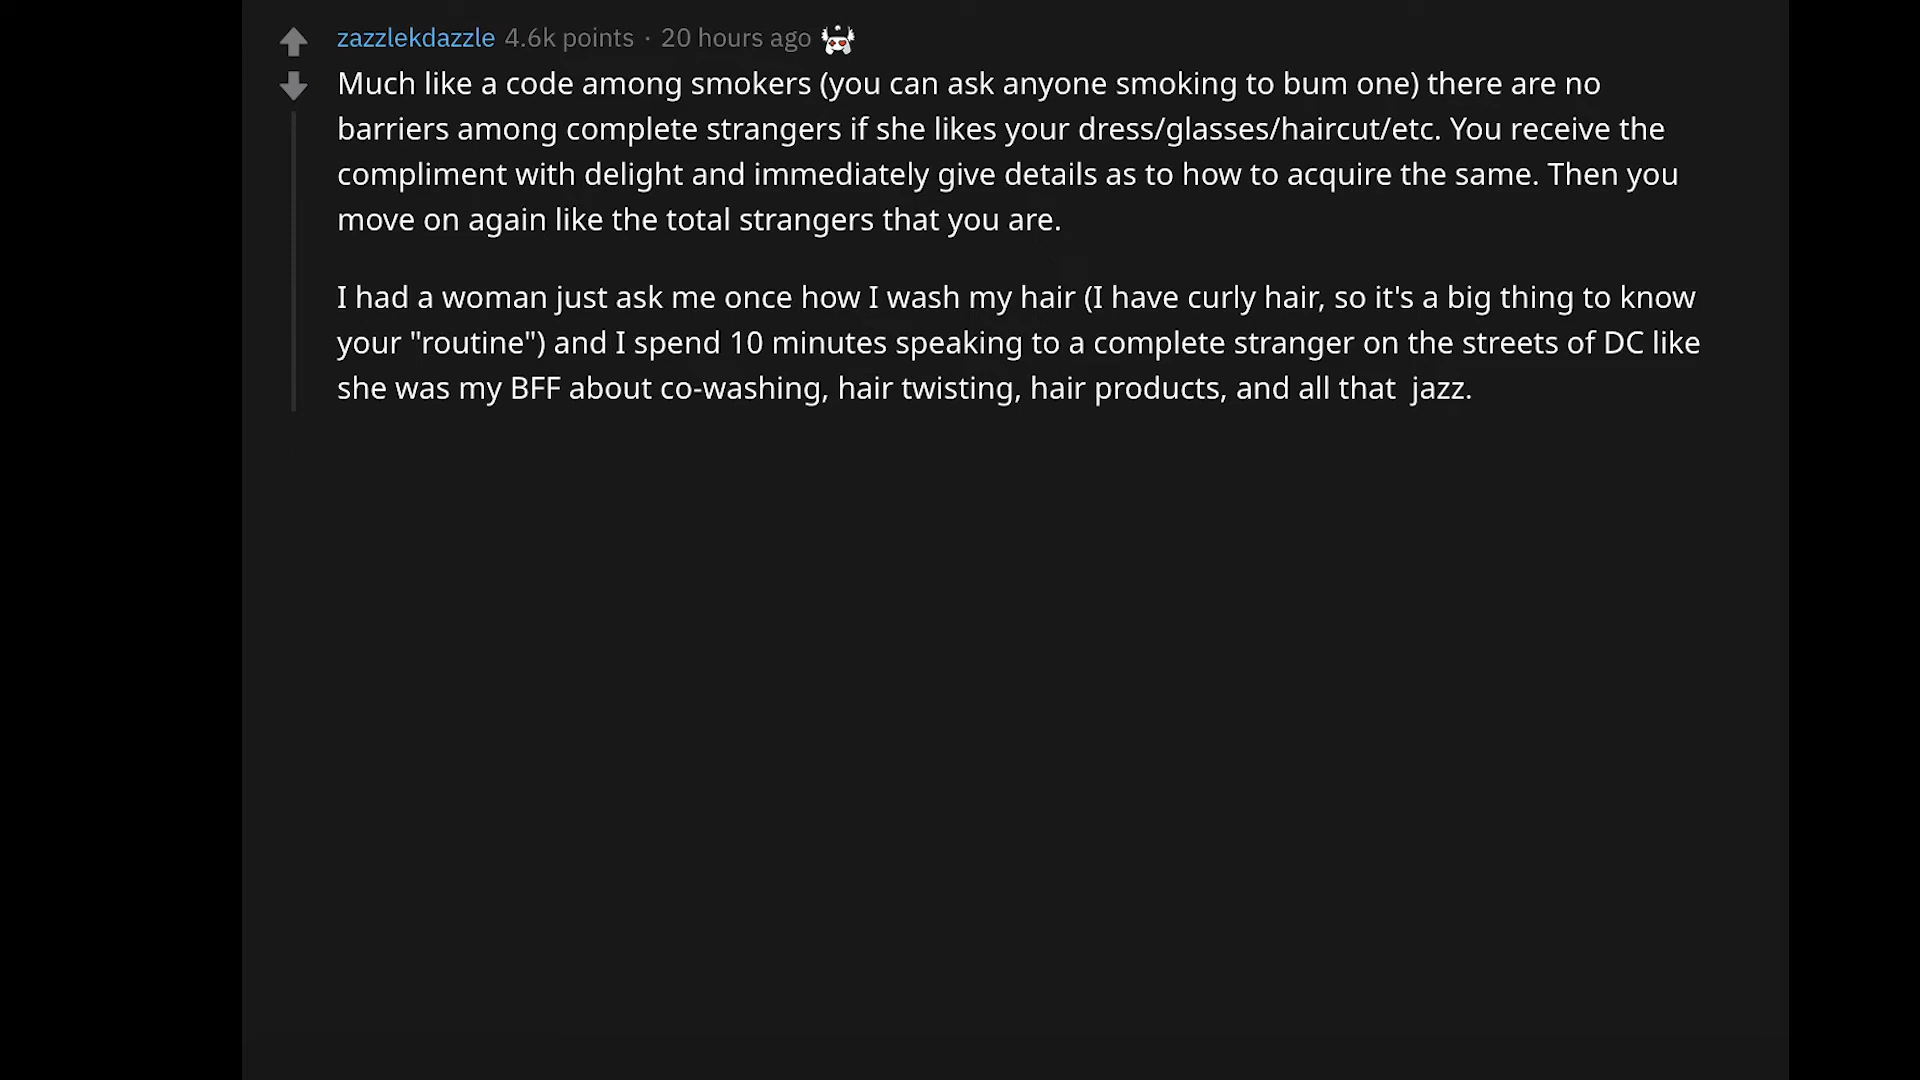 zazzlekdazzle 4.6k points · 20 hours ago
Much like a code among smokers (you can ask anyone smoking to bum one) there are no
barriers among complete strangers if she likes your dress/glasses/haircut/etc. You receive the
compliment with delight and immediately give details as to how to acquire the same. Then you
move on again like the total strangers that you are.
I had a woman just ask me once how I wash my hair (I have curly hair, so it's a big thing to know
your "routine") and I spend 10 minutes speaking to a complete stranger on the streets of DC like
she was my BFF about co-washing, hair twisting, hair products, and all that  jazz.